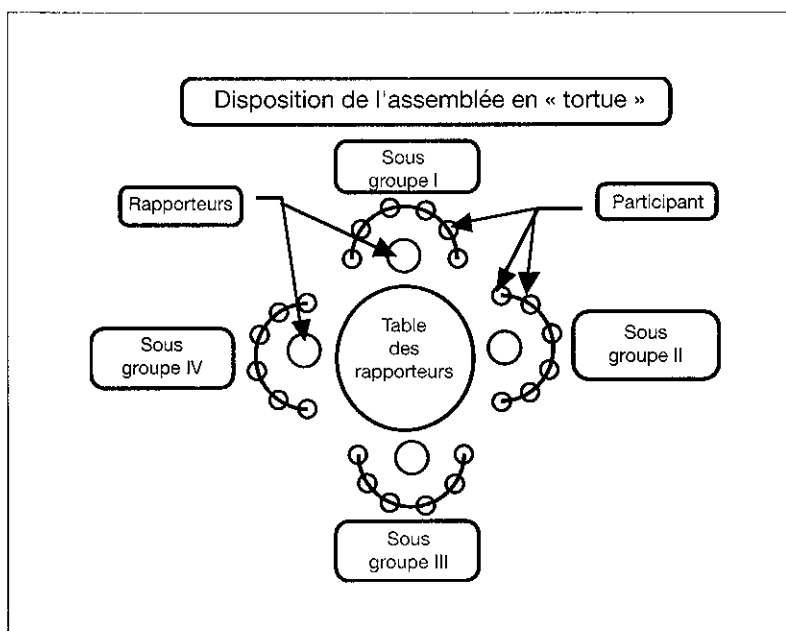 Disposition de l'assemblée en « tortue »
Sous
groupe I
Rapporteurs
Participant
Sous
groupe IV
Table
des
rapporteurs
Sous
groupe II
Sous
groupe III